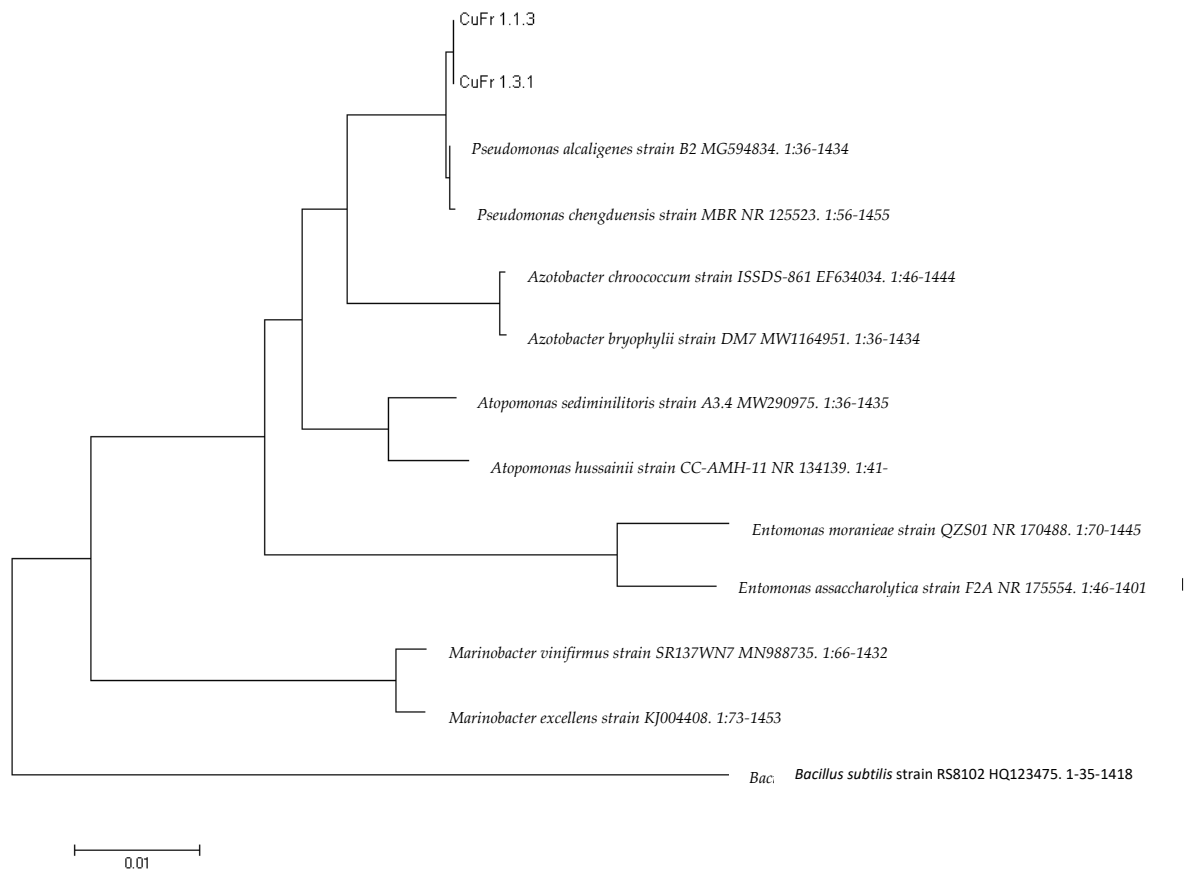 CuFr 1.1.3
CuFr 1.3.1
Pseudomonas alcaligenes strain B2 MG594834. 1:36-1434
Pseudomonas chengduensis strain MBR NR 125523. 1:56-1455
Azotobacter chroococcum strain ISSDS-861 EF634034. 1:46-1444
Azotobacter bryophylii strain DM7 MW1164951. 1:36-1434
Atopomonas sediminilitoris strain A3.4 MW290975. 1:36-1435
Atopomonas hussainii strain CC-AMH-11 NR 134139. 1:41-
Entomonas moranieae strain QZS01 NR 170488. 1:70-1445
Entomonas assaccharolytica strain F2A NR 175554. 1:46-1401
Marinobacter vinifirmus strain SR137WN7 MN988735. 1:66-1432
Marinobacter excellens strain KJ004408. 1:73-1453
Baci Bacillus subtilis strain RS8102 HQ123475. 1-35-1418
0.01